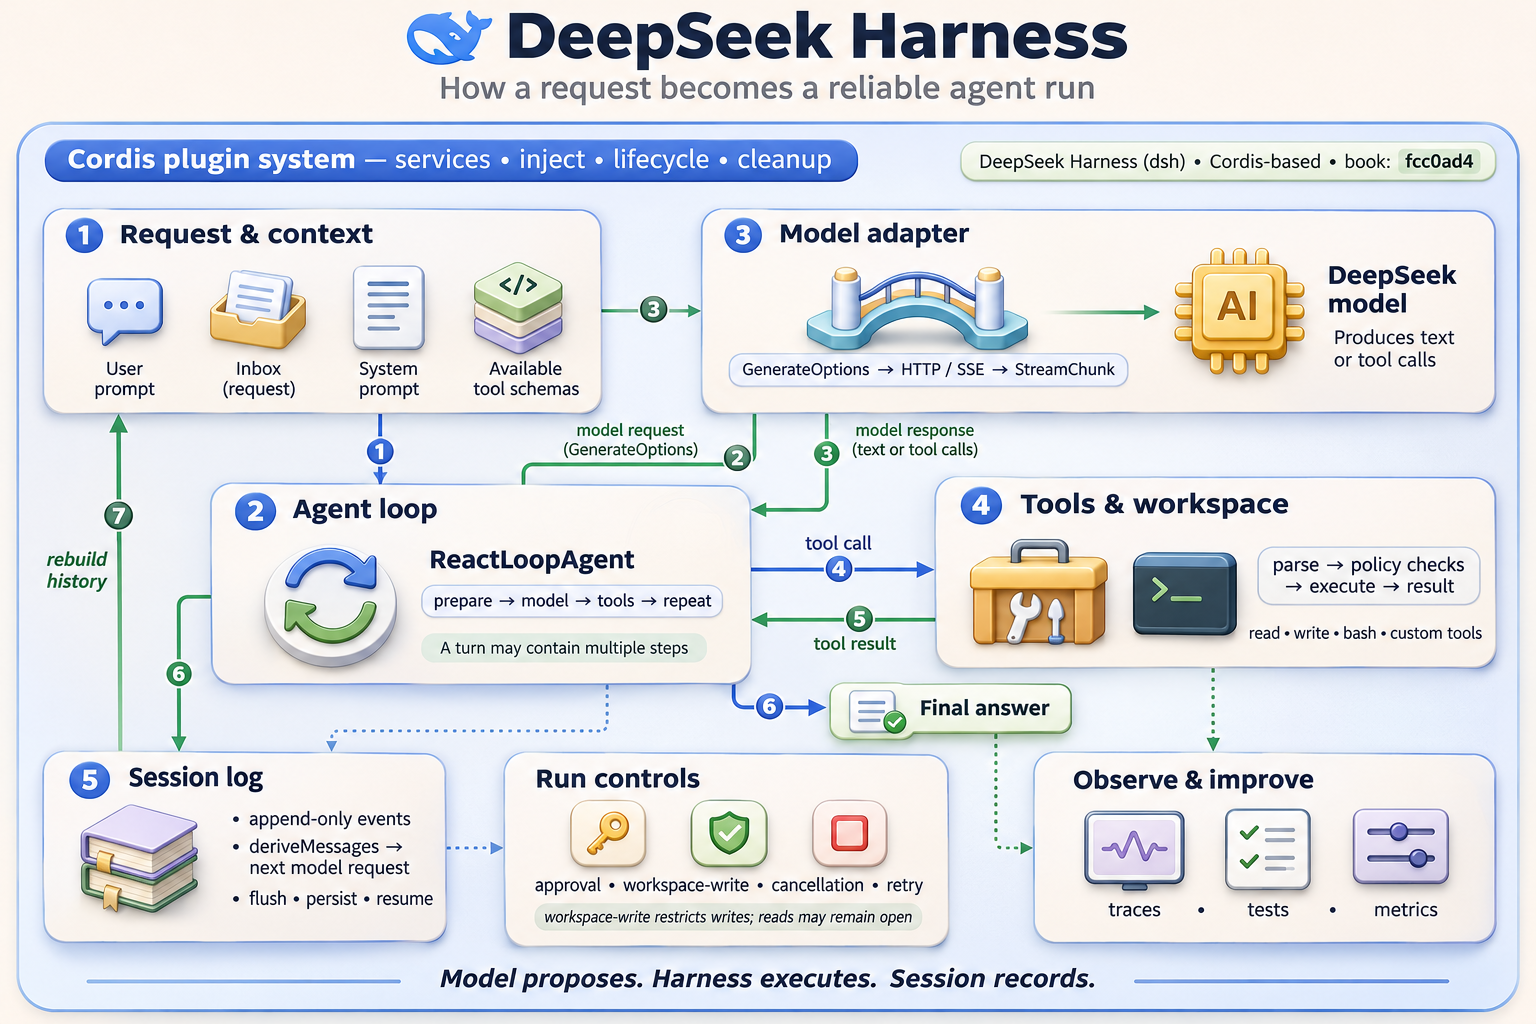 DeepSeek Harness
How a request becomes a reliable agent run
Cordis plugin system — services • inject • lifecycle • cleanup
DeepSeek Harness (dsh) • Cordis-based • book: fcc0ad4
1 Request & context
User
prompt
Inbox
(request)
System
prompt
</>
Available
tool schemas
3
3 Model adapter
GenerateOptions → HTTP / SSE → StreamChunk
AI
DeepSeek
model
Produces text
or tool calls
1
model request
(GenerateOptions)
2
3
model response
(text or tool calls)
7
rebuild
history
2 Agent loop
ReactLoopAgent
prepare → model → tools → repeat
A turn may contain multiple steps
tool call
4
5
tool result
4 Tools & workspace
>_
parse → policy checks
→ execute → result
read • write • bash • custom tools
6
6
Final answer
5 Session log
• append-only events
• deriveMessages →
next model request
• flush • persist • resume
Run controls
approval • workspace-write • cancellation • retry
workspace-write restricts writes; reads may remain open
Observe & improve
traces • tests • metrics
Model proposes. Harness executes. Session records.